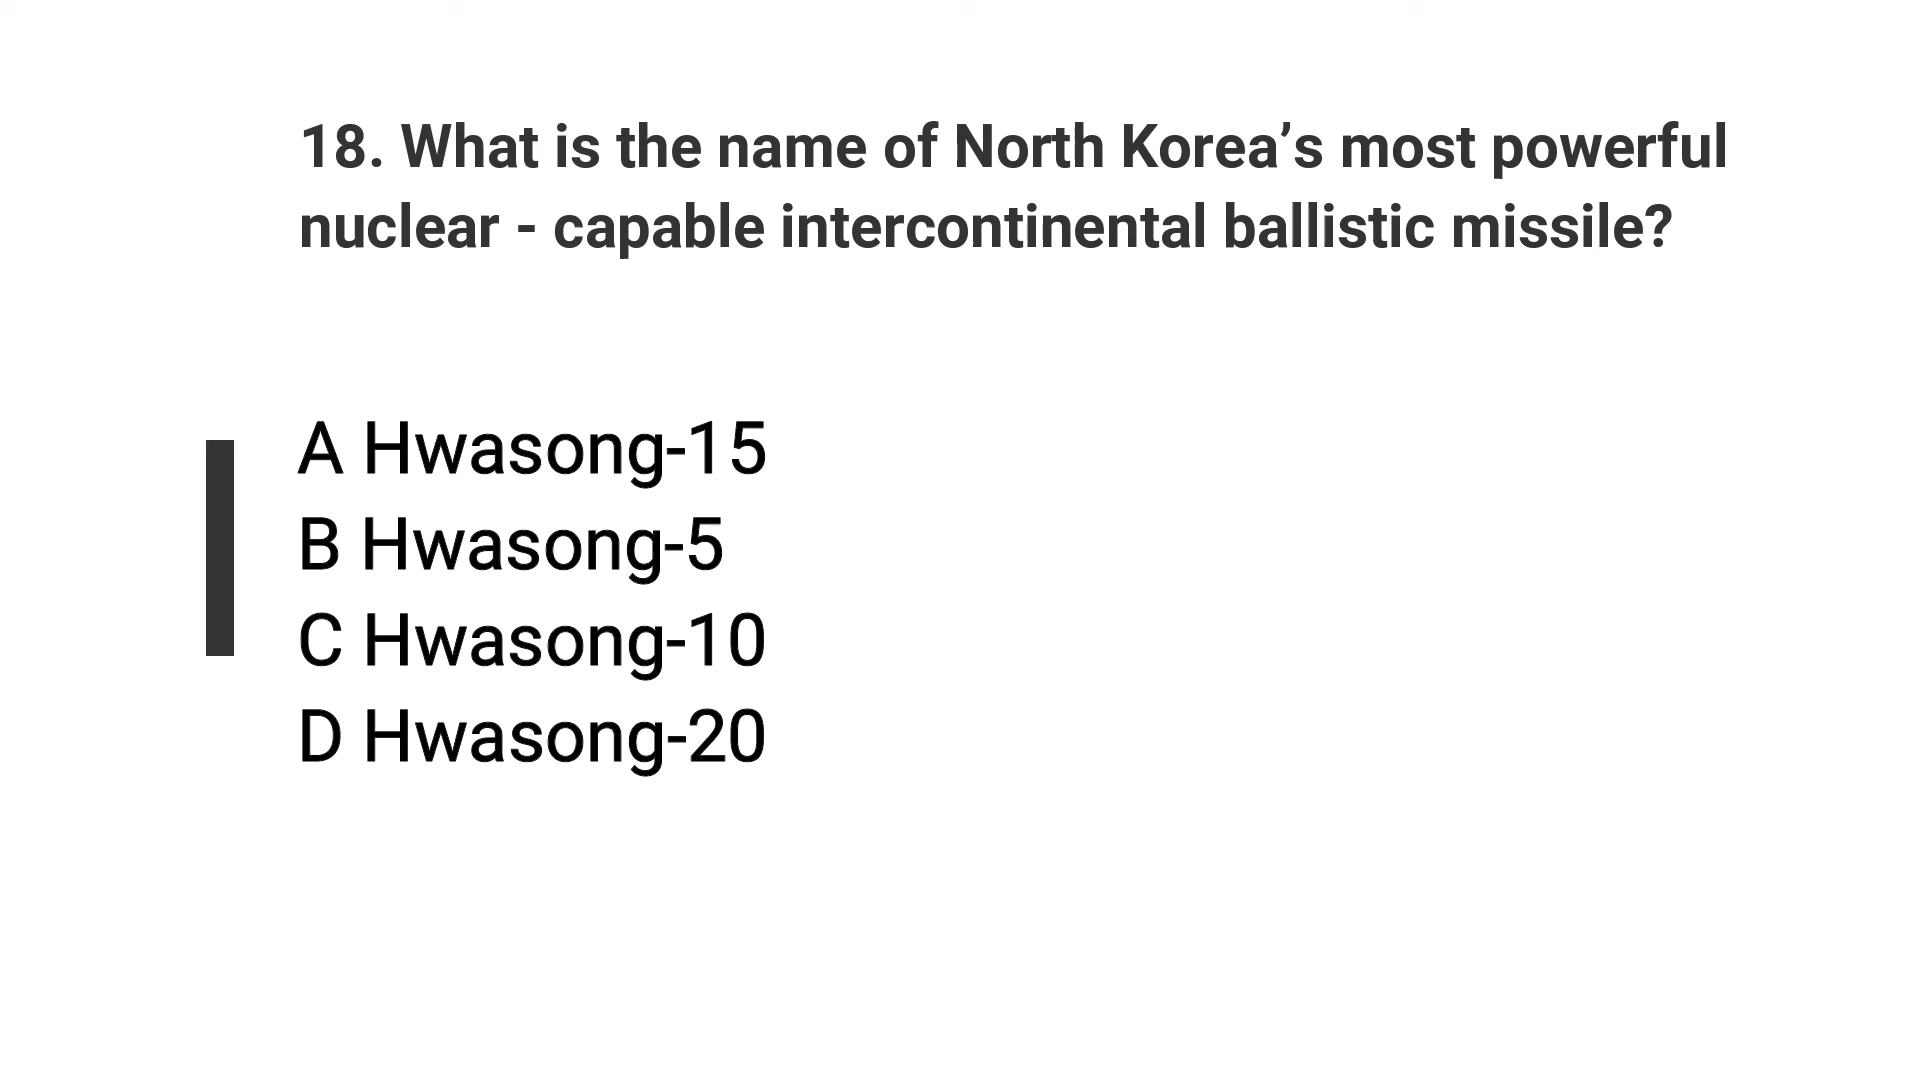 18. What is the name of North Korea’s most powerful
nuclear - capable intercontinental ballistic missile?
A Hwasong-15
B Hwasong-5
C Hwasong-10
D Hwasong-20